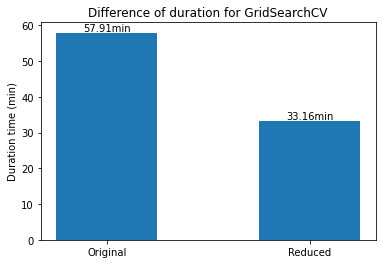 Difference of duration for GridSearchCV
57.91min
33.16min
Duration time (min)
60
50
40
30
20
10
0
Original
Reduced